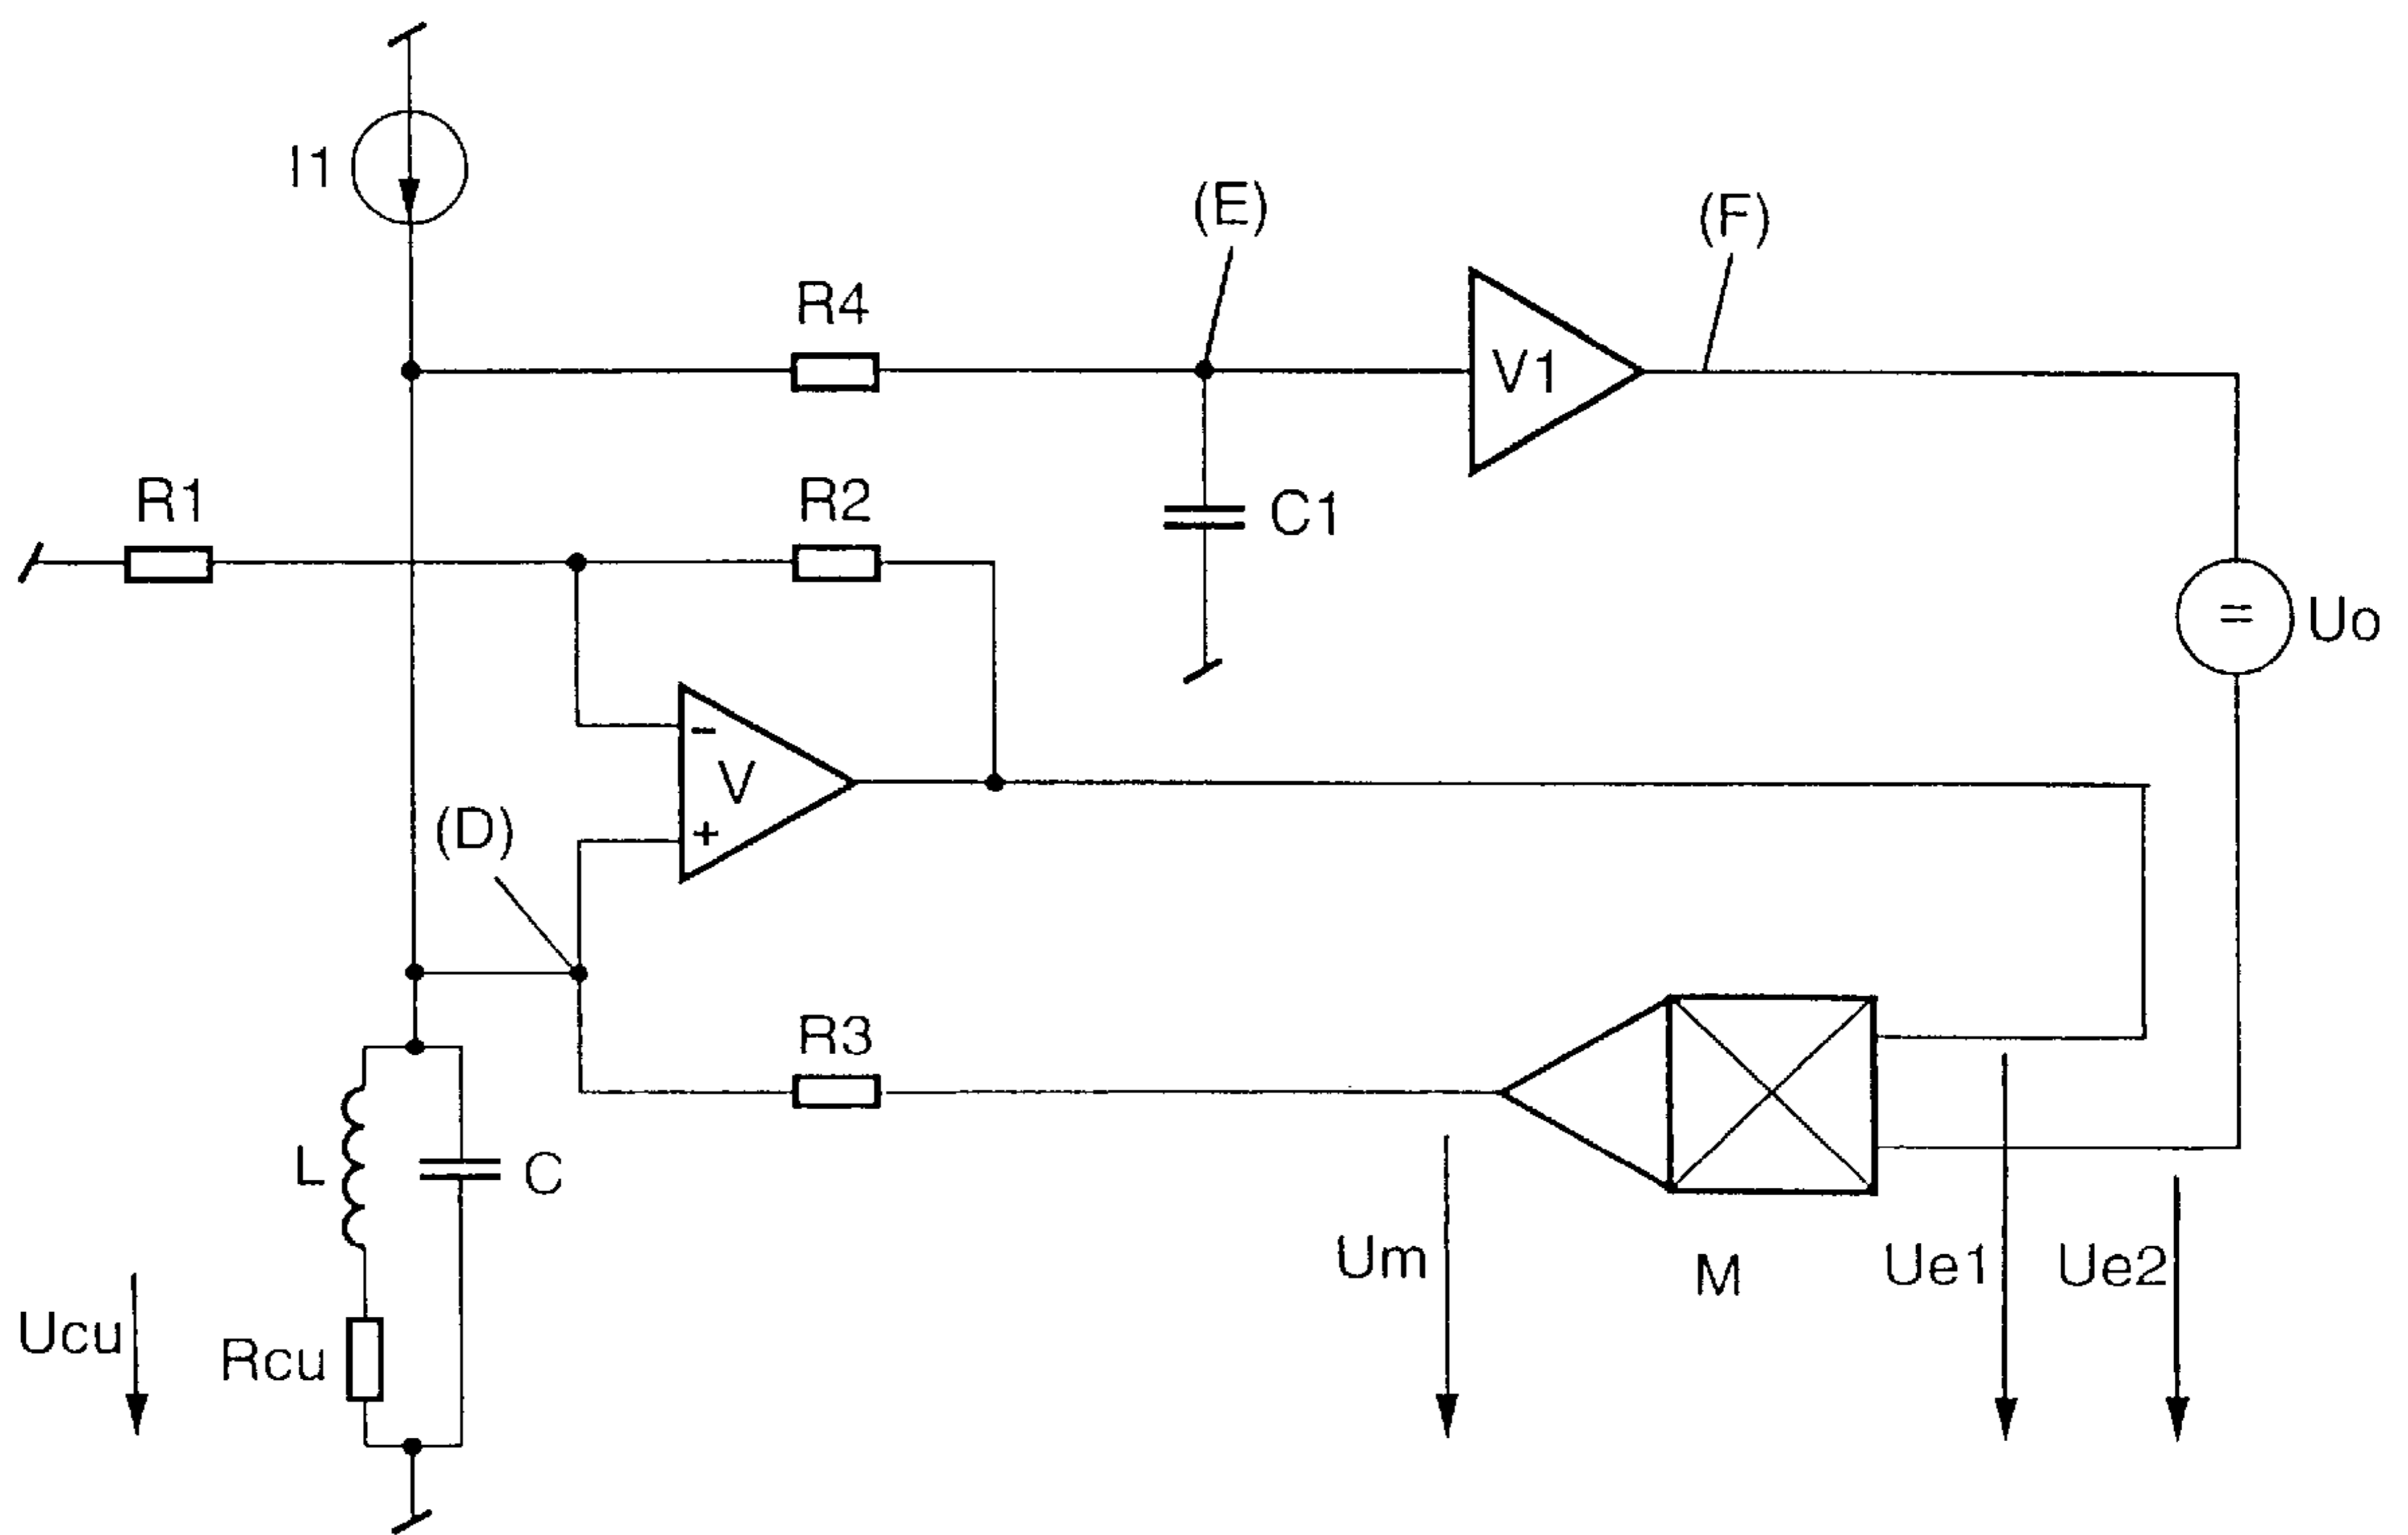 I1
(E)
(F)
R4
V1
R1
R2
C1
=
Uo
−
V
+
(D)
R3
L
C
Um
M
Ue1
Ue2
Ucu
Rcu